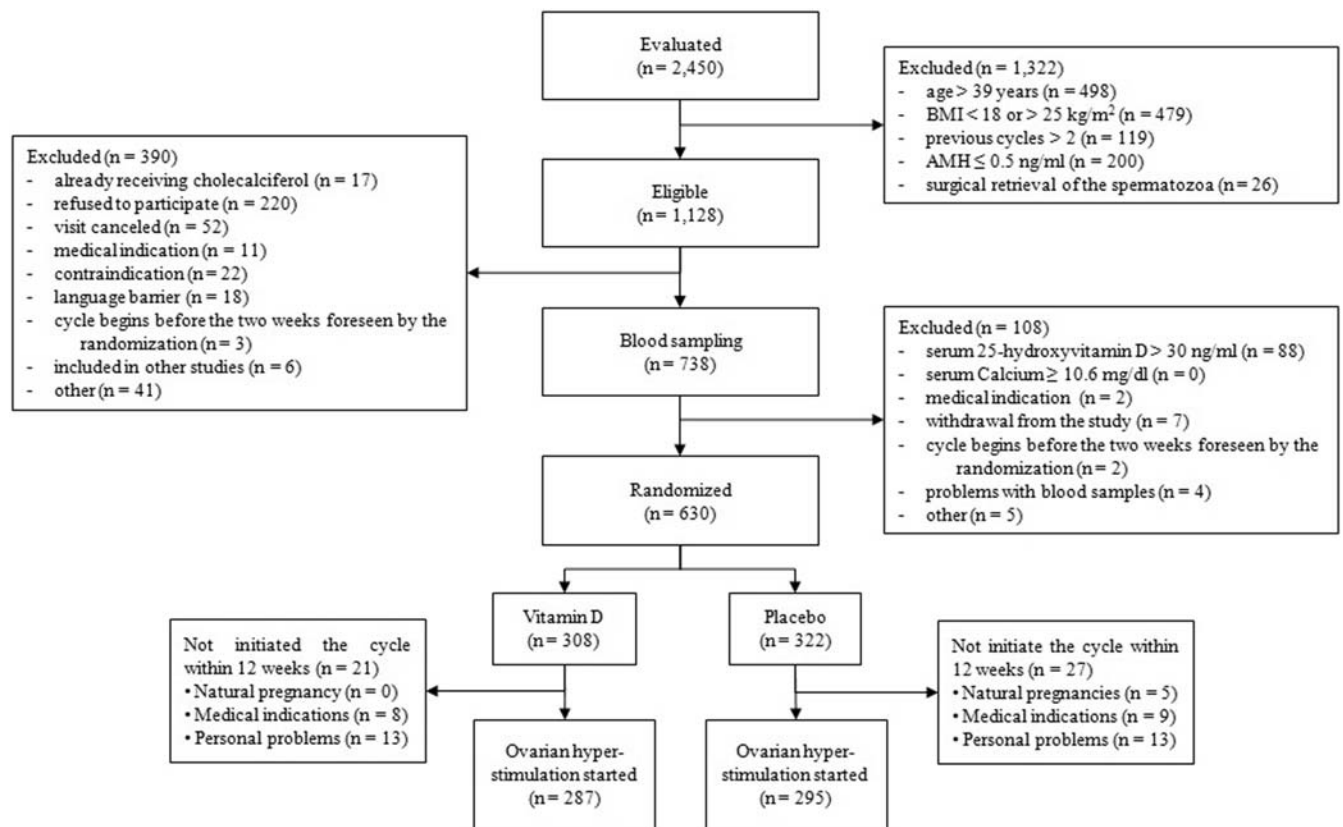 Evaluated
(n = 2,450)
Excluded (n = 1,322)
- age > 39 years (n = 498)
- BMI < 18 or > 25 kg/m² (n = 479)
- previous cycles > 2 (n = 119)
- AMH ≤ 0.5 ng/ml (n = 200)
- surgical retrieval of the spermatozoa (n = 26)
Eligible
(n = 1,128)
Excluded (n = 390)
- already receiving cholecalciferol (n = 17)
- refused to participate (n = 220)
- visit canceled (n = 52)
- medical indication (n = 11)
- contraindication (n = 22)
- language barrier (n = 18)
- cycle begins before the two weeks foreseen by the
randomization (n = 3)
- included in other studies (n = 6)
- other (n = 41)
Blood sampling
(n = 738)
Excluded (n = 108)
- serum 25-hydroxyvitamin D > 30 ng/ml (n = 88)
- serum Calcium ≥ 10.6 mg/dl (n = 0)
- medical indication (n = 2)
- withdrawal from the study (n = 7)
- cycle begins before the two weeks foreseen by the
randomization (n = 2)
- problems with blood samples (n = 4)
- other (n = 5)
Randomized
(n = 630)
Vitamin D
(n = 308)
Placebo
(n = 322)
Not initiated the cycle
within 12 weeks (n = 21)
• Natural pregnancy (n = 0)
• Medical indications (n = 8)
• Personal problems (n = 13)
Not initiate the cycle within
12 weeks (n = 27)
• Natural pregnancies (n = 5)
• Medical indications (n = 9)
• Personal problems (n = 13)
Ovarian hyper-
stimulation started
(n = 287)
Ovarian hyper-
stimulation started
(n = 295)